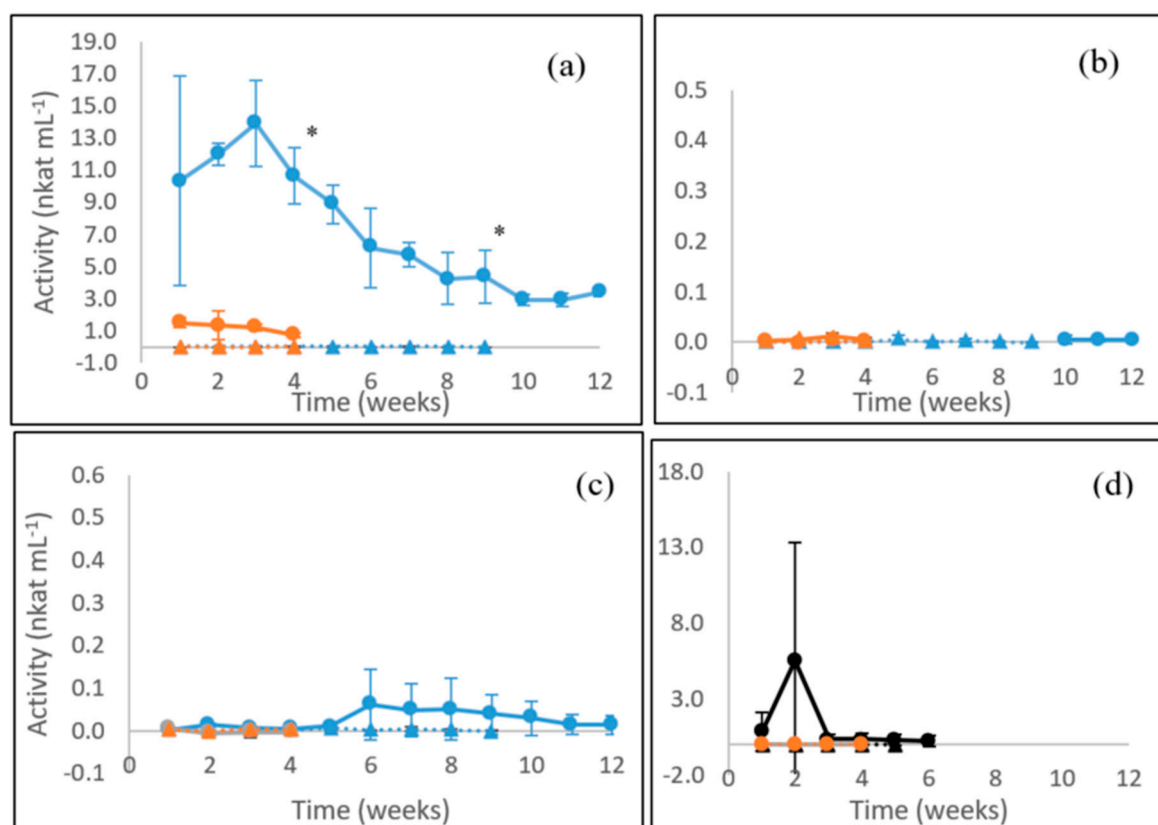 (a)
Activity (nkat mL-1)
19.0
17.0
15.0
13.0
11.0
9.0
7.0
5.0
3.0
1.0
-1.0
*
*
0 2 4 6 8 10 12
Time (weeks)
(b)
0.5
0.4
0.3
0.2
0.1
0.0
-0.1
0 2 4 6 8 10 12
Time (weeks)
(c)
Activity (nkat mL-1)
0.6
0.5
0.4
0.3
0.2
0.1
0.0
-0.1
0 2 4 6 8 10 12
Time (weeks)
(d)
18.0
13.0
8.0
3.0
-2.0
0 2 4 6 8 10 12
Time (weeks)